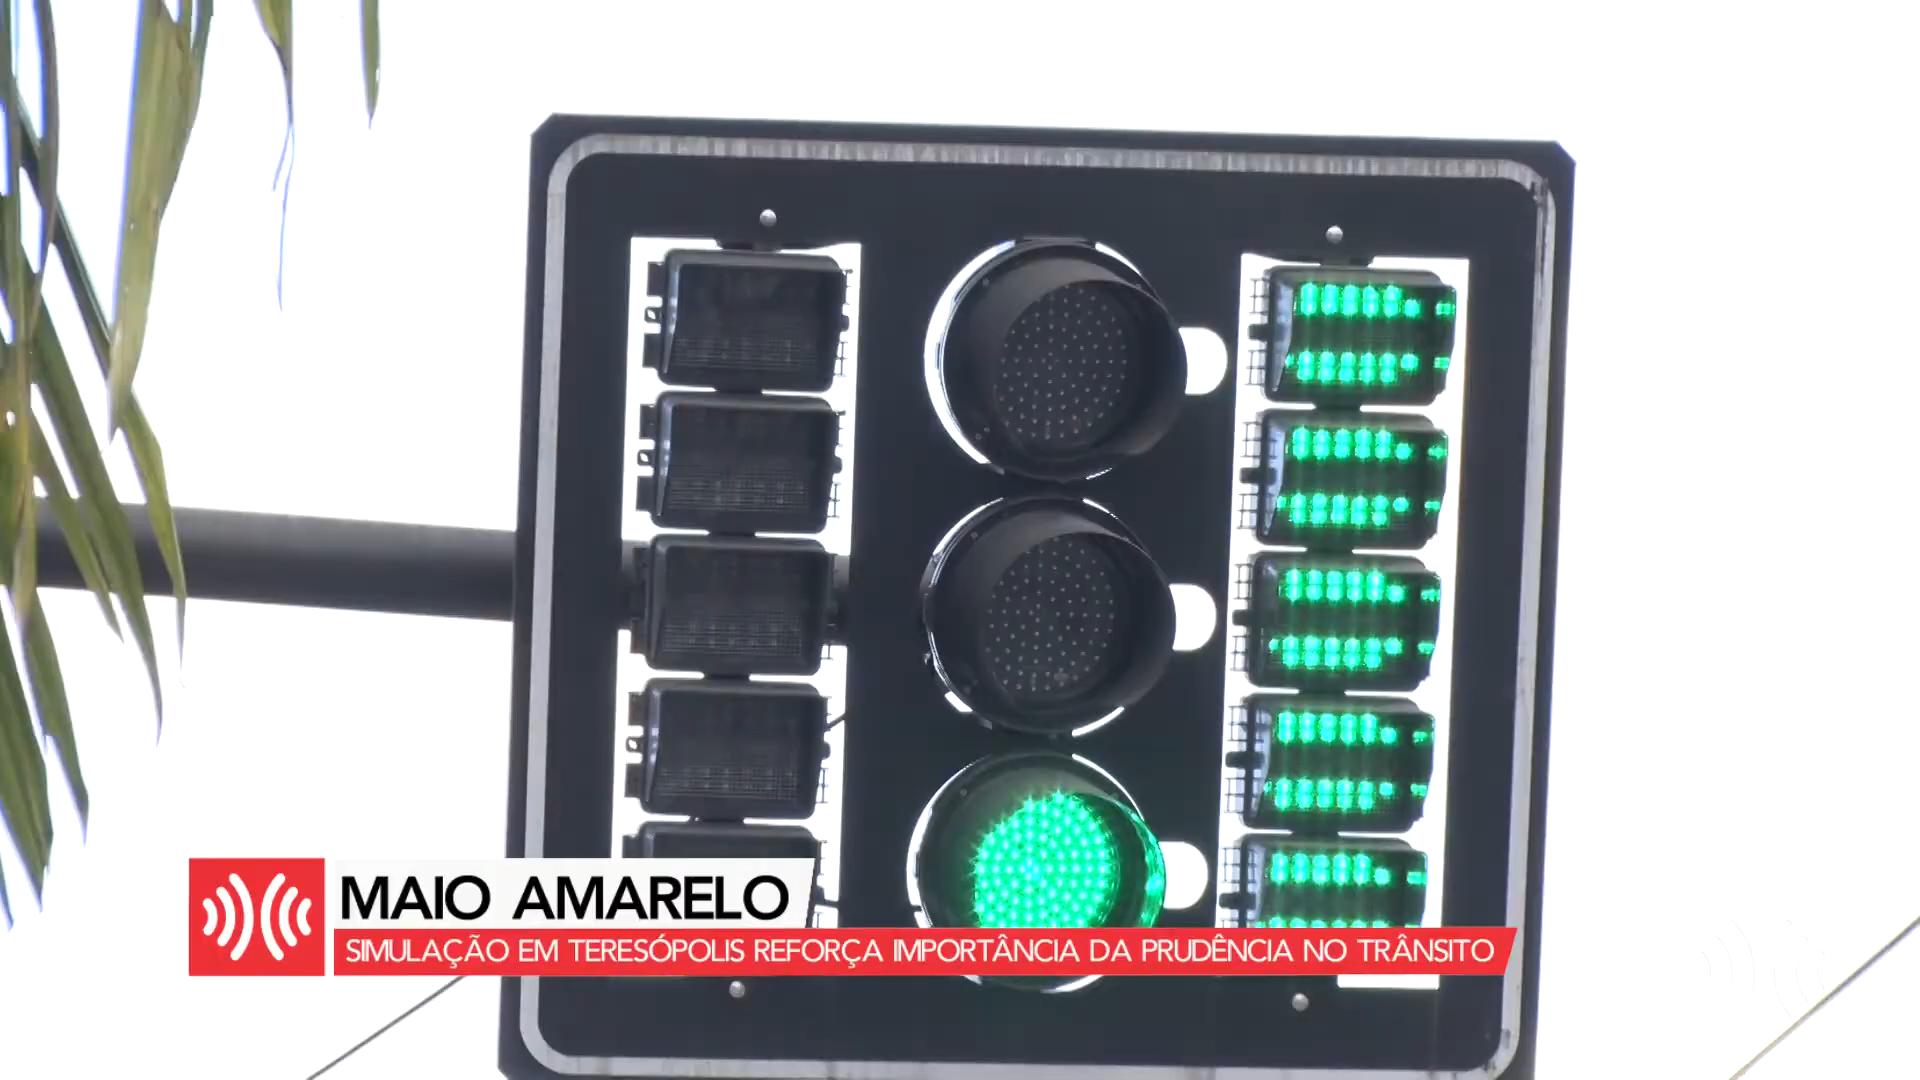 MAIO AMARELO
SIMULAÇÃO EM TERESÓPOLIS REFORÇA IMPORTÂNCIA DA PRUDÊNCIA NO TRÂNSITO